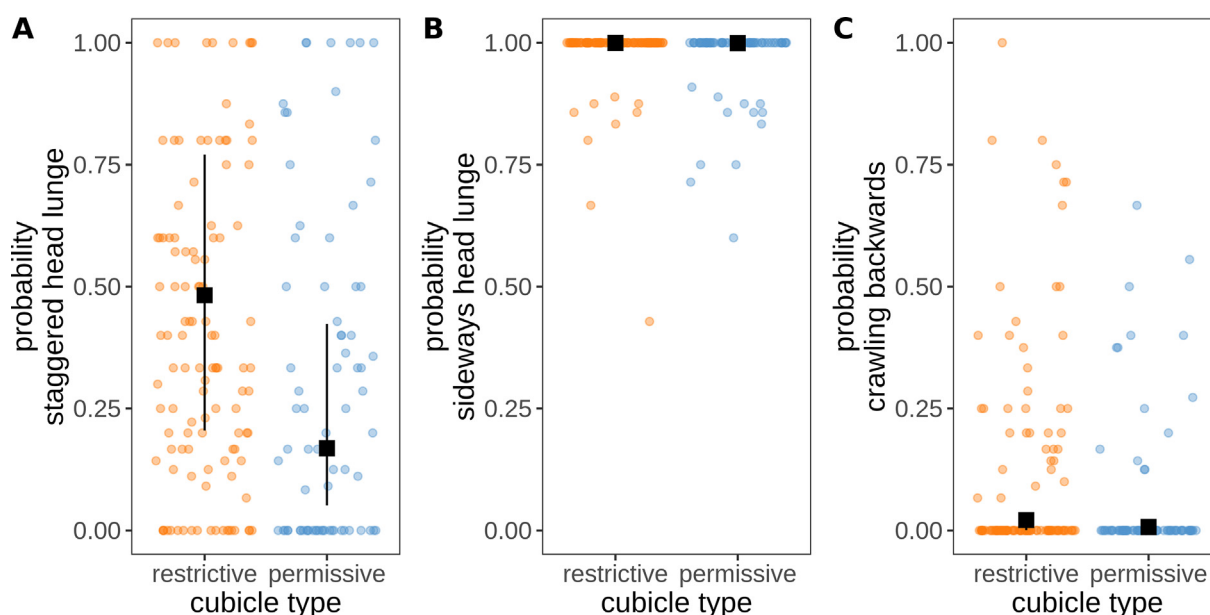 A
probability
staggered head lunge
1.00
0.75
0.50
0.25
0.00
restrictive permissive
cubicle type
B
probability
sideways head lunge
1.00
0.75
0.50
0.25
0.00
restrictive permissive
cubicle type
C
probability
crawling backwards
1.00
0.75
0.50
0.25
0.00
restrictive permissive
cubicle type